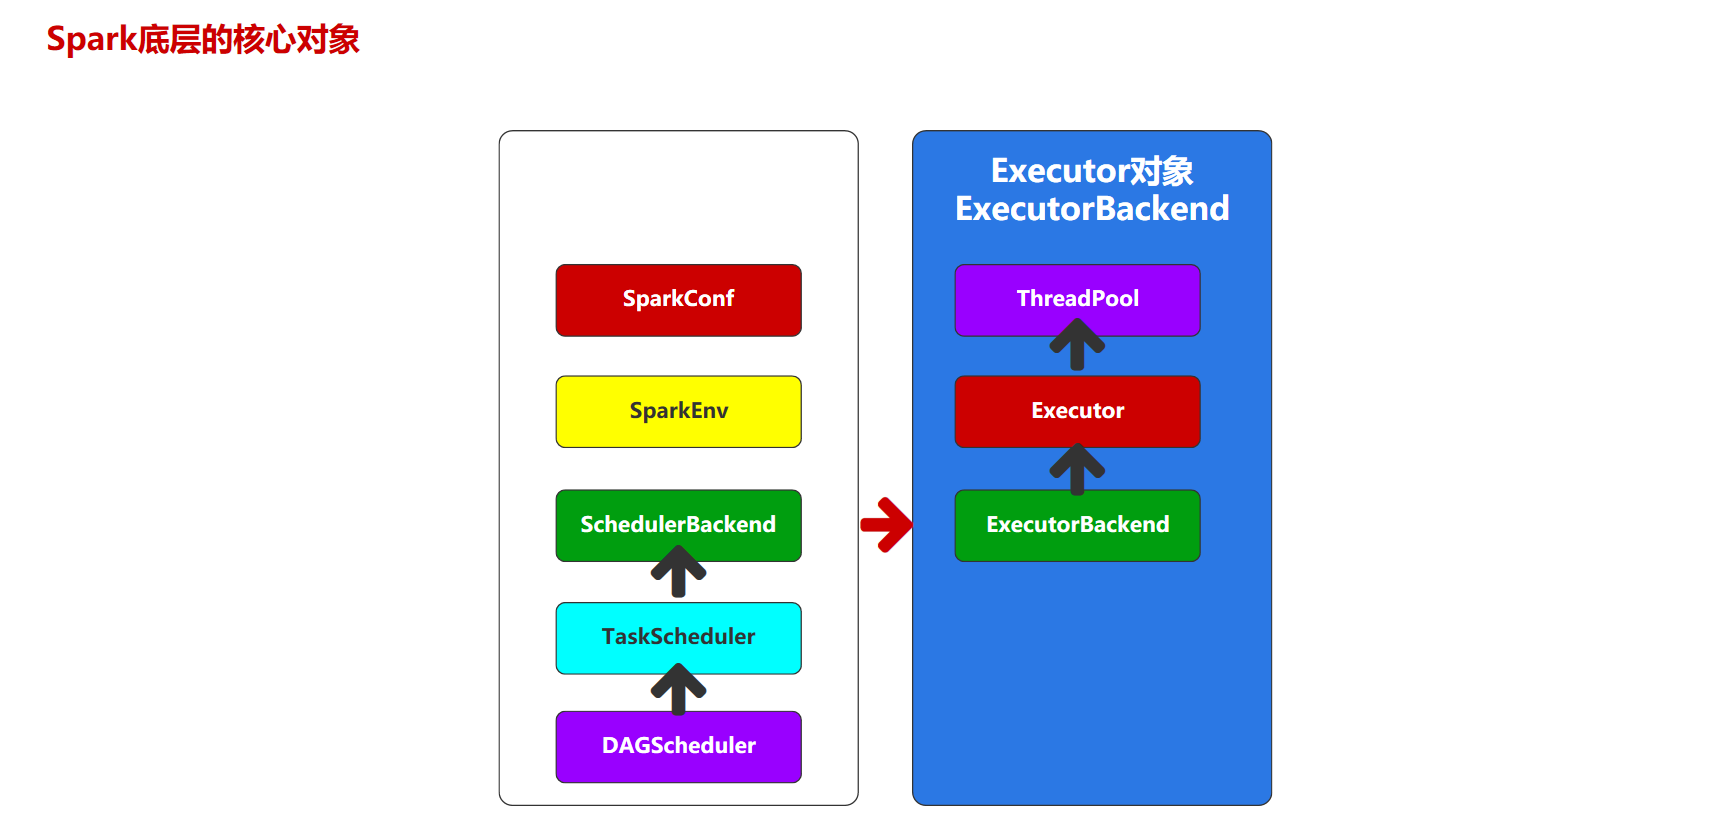 Spark底层的核心对象
SparkConf
SparkEnv
SchedulerBackend
TaskScheduler
DAGScheduler
Executor对象
ExecutorBackend
ThreadPool
Executor
ExecutorBackend